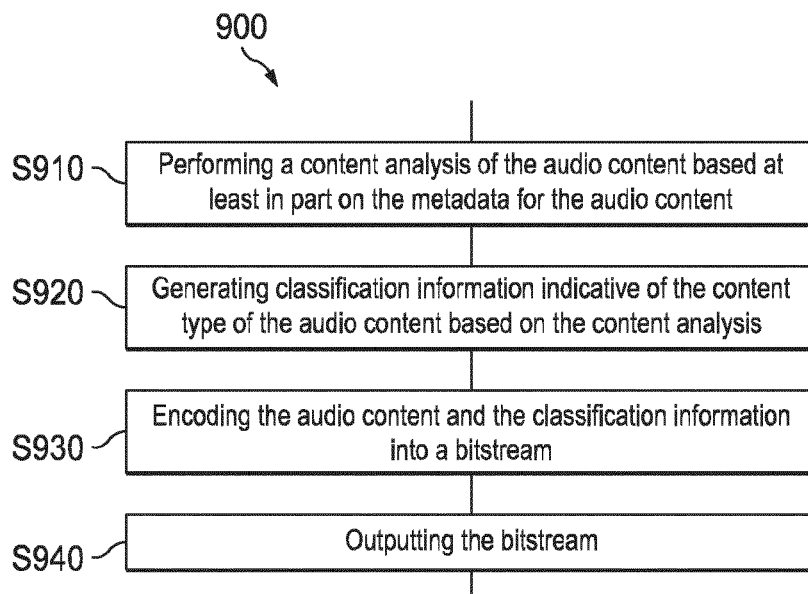 900
S910
Performing a content analysis of the audio content based at
least in part on the metadata for the audio content
S920
Generating classification information indicative of the content
type of the audio content based on the content analysis
S930
Encoding the audio content and the classification information
into a bitstream
S940
Outputting the bitstream